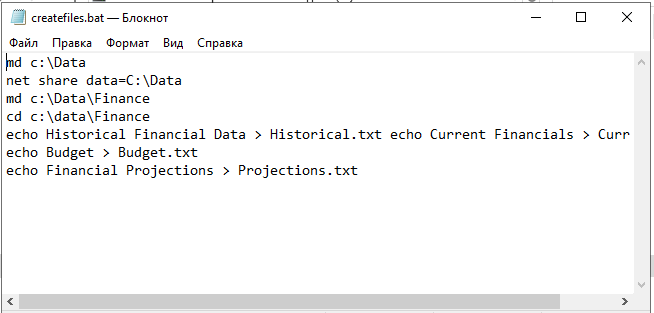 createfiles.bat — Блокнот
Файл Правка Формат Вид Справка
md c:\Data
net share data=C:\Data
md c:\Data\Finance
cd c:\data\Finance
echo Historical Financial Data > Historical.txt echo Current Financials > Curr
echo Budget > Budget.txt
echo Financial Projections > Projections.txt